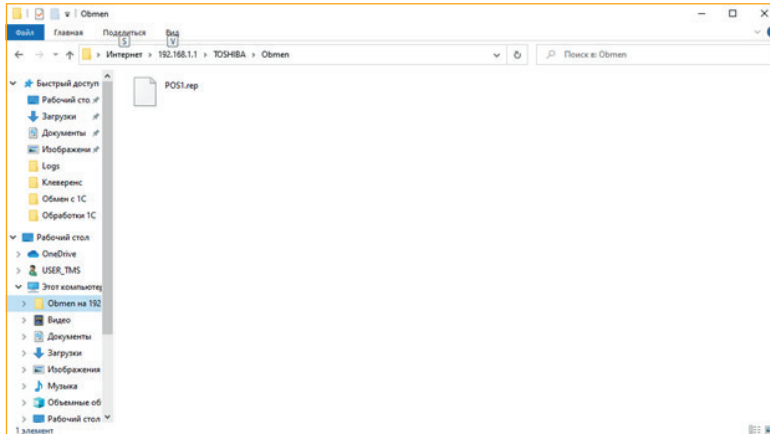 Obmen
Файл Главная Поделиться Вид
S V
Интернет > 192.168.1.1 > TOSHIBA > Obmen
Поиск в: Obmen
POS1.rep
Быстрый доступ
Рабочий сто
Загрузки
Документы
Изображени
Logs
Клеверенс
Обмен с 1С
Обработки 1С
Рабочий стол
OneDrive
USER_TMS
Этот компьютер
Obmen на 192
Видео
Документы
Загрузки
Изображения
Музыка
Объемные об
Рабочий стол
1 элемент